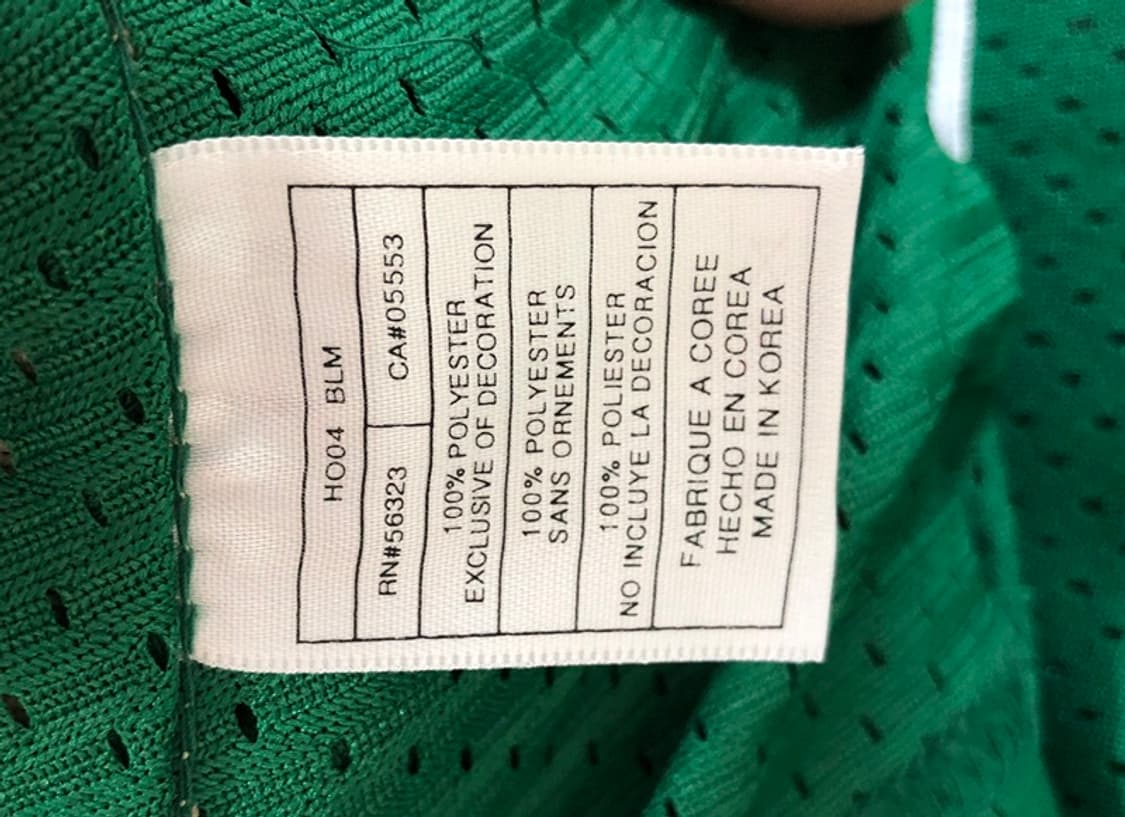 HO04 BLM
RN#56323 CA#05553
100% POLYESTER
EXCLUSIVE OF DECORATION
100% POLYESTER
SANS ORNEMENTS
100% POLIESTER
NO INCLUYE LA DECORACION
FABRIQUE A COREE
HECHO EN COREA
MADE IN KOREA